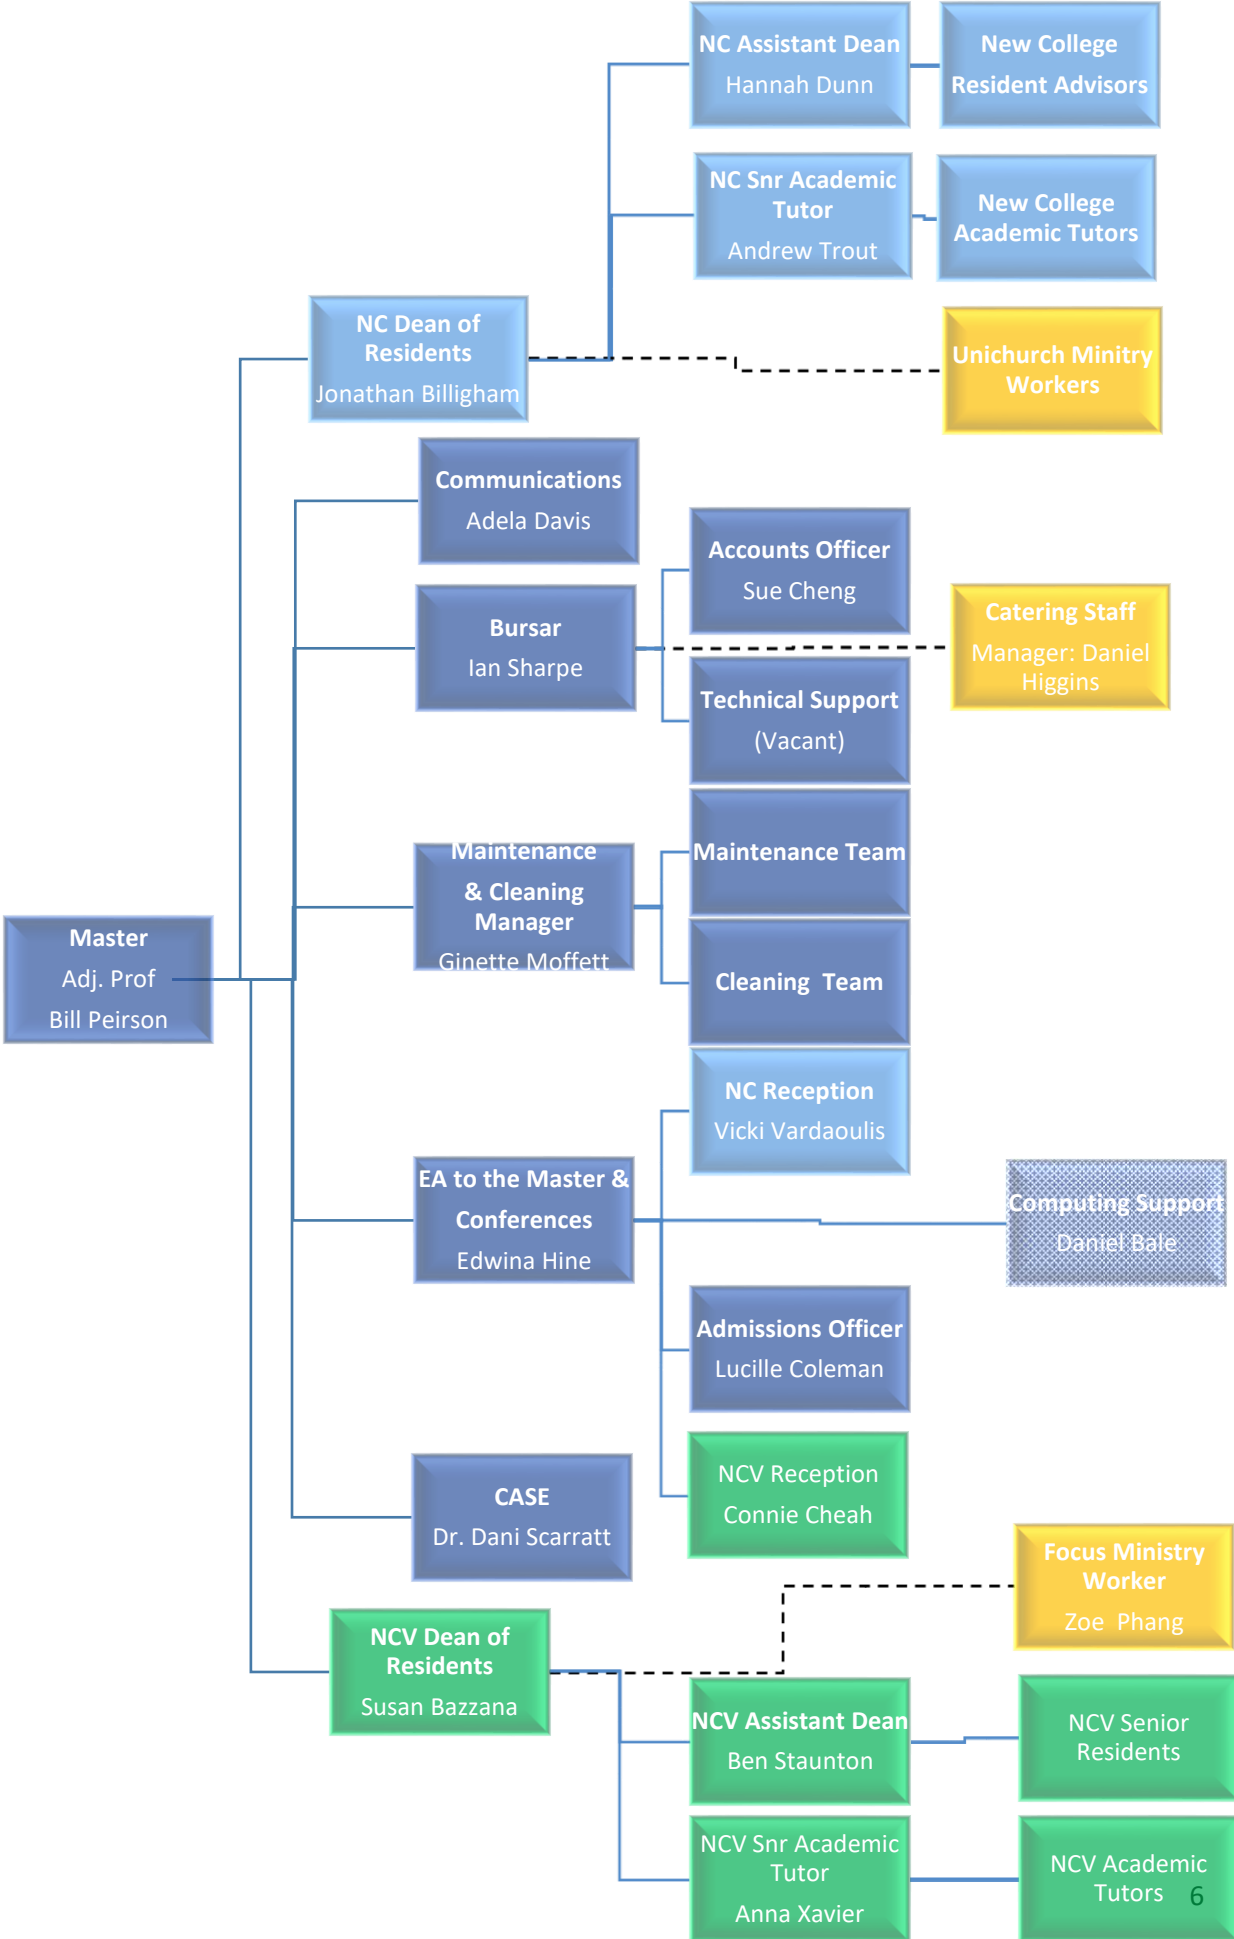 NC Assistant Dean
Hannah Dunn
New College
Resident Advisors
NC Snr Academic
Tutor
Andrew Trout
New College
Academic Tutors
NC Dean of
Residents
Jonathan Billigham
Unichurch Minitry
Workers
Communications
Adela Davis
Accounts Officer
Sue Cheng
Bursar
Ian Sharpe
Catering Staff
Manager: Daniel
Higgins
Technical Support
(Vacant)
Maintenance
& Cleaning
Manager
Ginette Moffett
Maintenance Team
Cleaning Team
Master
Adj. Prof
Bill Peirson
NC Reception
Vicki Vardaoulis
EA to the Master &
Conferences
Edwina Hine
Computing Support
Daniel Bale
Admissions Officer
Lucille Coleman
NCV Reception
Connie Cheah
CASE
Dr. Dani Scarratt
Focus Ministry
Worker
Zoe Phang
NCV Dean of
Residents
Susan Bazzana
NCV Assistant Dean
Ben Staunton
NCV Senior
Residents
NCV Snr Academic
Tutor
Anna Xavier
NCV Academic
Tutors
6